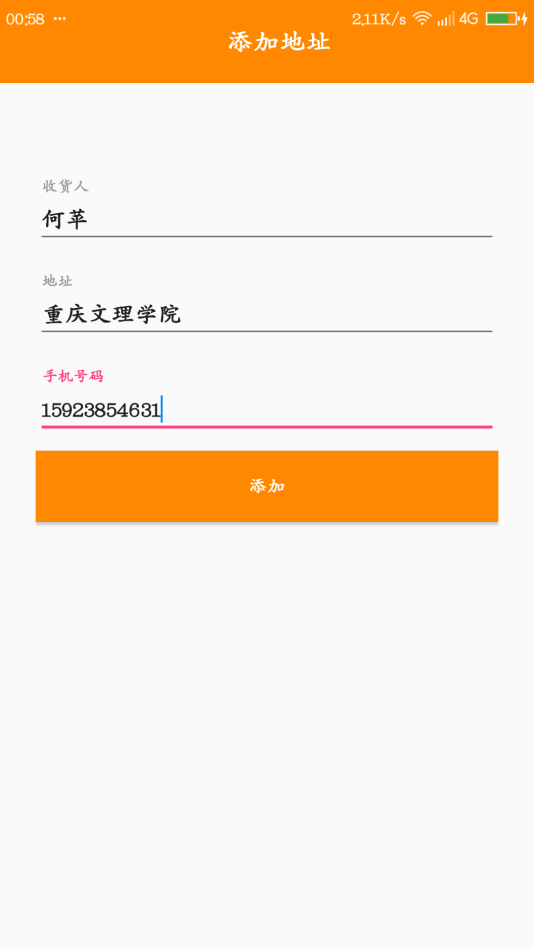 00:58 ··· 2.11K/s 4G
添加地址
收货人
何苹
地址
重庆文理学院
手机号码
15923854631
添加